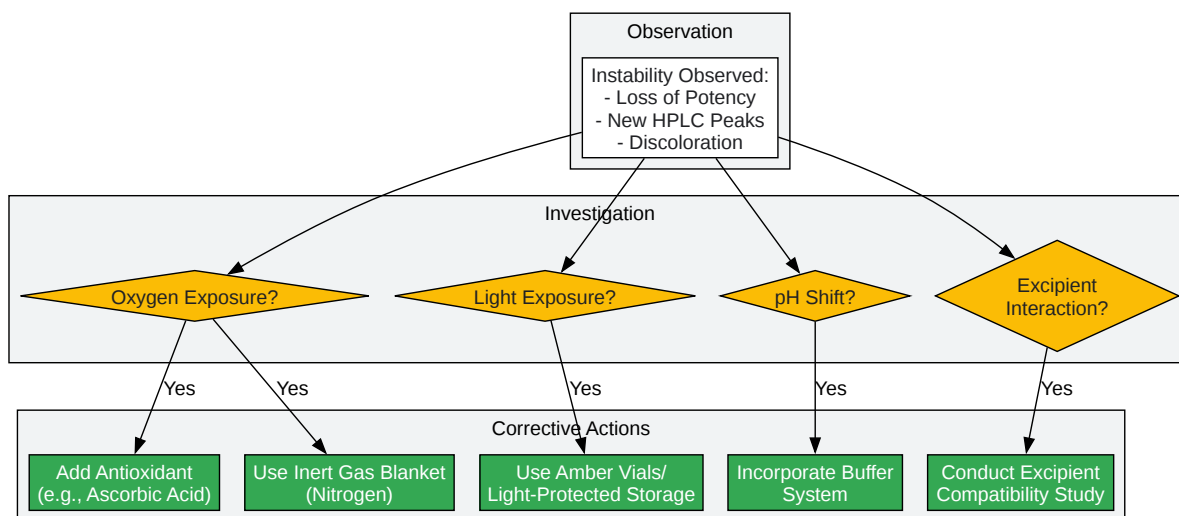 Observation
Instability Observed:
- Loss of Potency
- New HPLC Peaks
- Discoloration
Investigation
Oxygen Exposure?
Light Exposure?
pH Shift?
Excipient
Interaction?
Yes
Yes
Yes
Yes
Yes
Corrective Actions
Add Antioxidant
(e.g., Ascorbic Acid)
Use Inert Gas Blanket
(Nitrogen)
Use Amber Vials/
Light-Protected Storage
Incorporate Buffer
System
Conduct Excipient
Compatibility Study